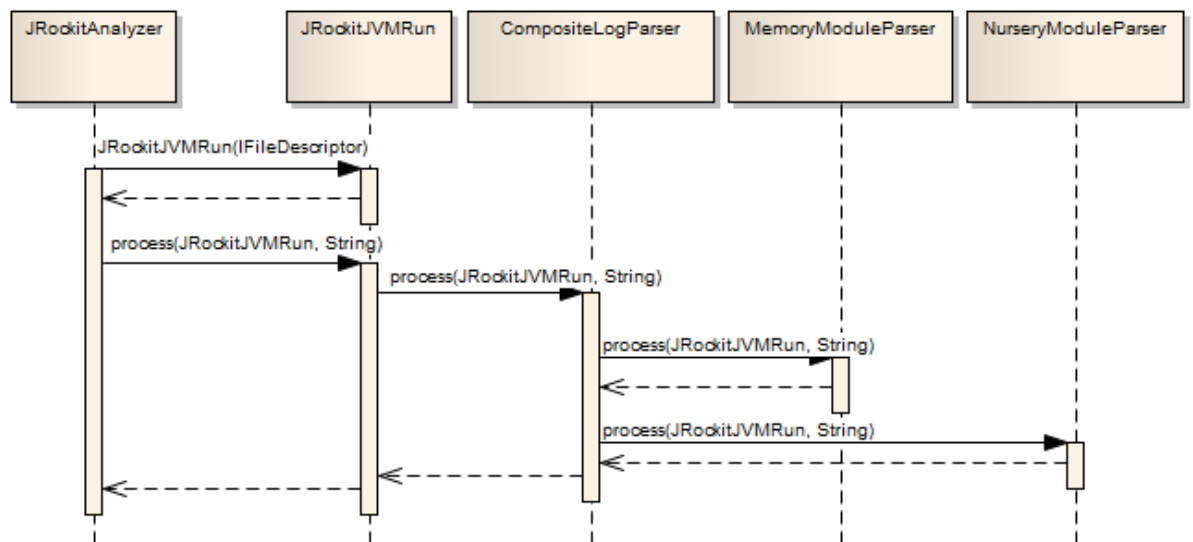 JRockitAnalyzer
JRockitJVMRun
CompositeLogParser
MemoryModuleParser
NurseryModuleParser
JRockitJVMRun(IFileDescriptor)
process(JRockitJVMRun, String)
process(JRockitJVMRun, String)
process(JRockitJVMRun, String)
process(JRockitJVMRun, String)